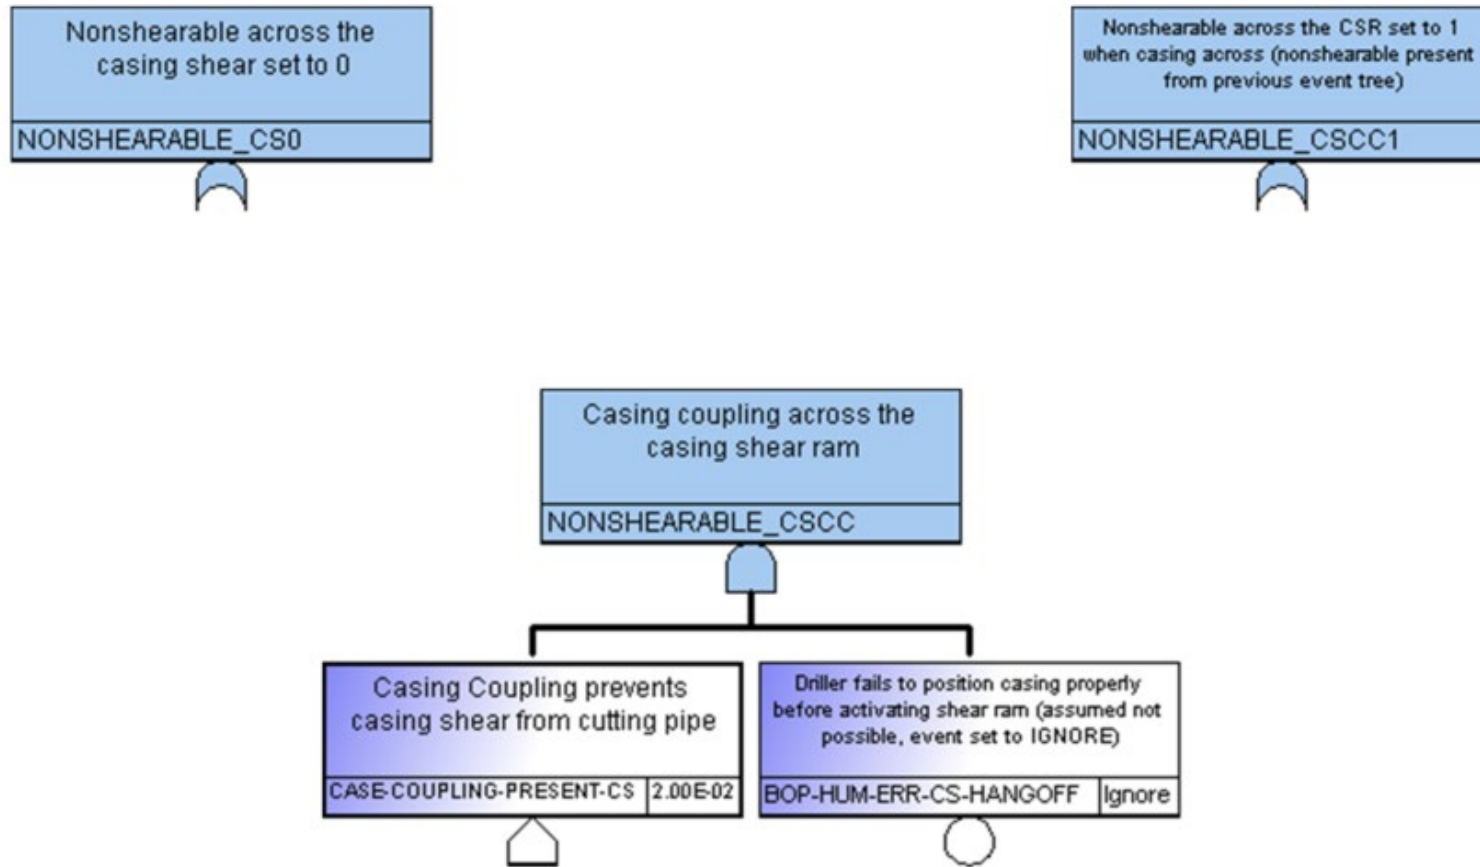 Nonshearable across the
casing shear set to 0
NONSHEARABLE_CS0
Nonshearable across the CSR set to 1
when casing across (nonshearable present
from previous event tree)
NONSHEARABLE_CSCC1
Casing coupling across the
casing shear ram
NONSHEARABLE_CSCC
Casing Coupling prevents
casing shear from cutting pipe
CASE-COUPLING-PRESENT-CS 2.00E-02
Driller fails to position casing properly
before activating shear ram (assumed not
possible, event set to IGNORE)
BOP-HUM-ERR-CS-HANGOFF Ignore